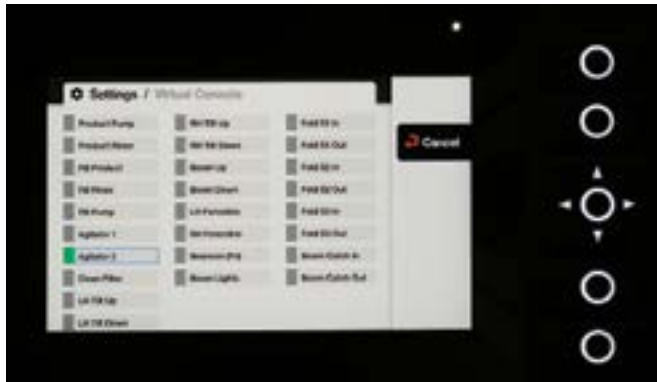 Settings / Virtual Console
Product Pump
Product Rinse
Fill Product
Fill Rinse
Fill Pump
Agitator 1
Agitator 2
Clean Filter
LH Tilt Up
LH Tilt Down
RH Tilt Up
RH Tilt Down
Boom Up
Boom Down
LH Foamline
RH Foamline
Boom Lights
Fold S1 In
Fold S1 Out
Fold S2 In
Fold S2 Out
Fold S3 In
Fold S3 Out
Boom Catch In
Boom Catch Out
Cancel